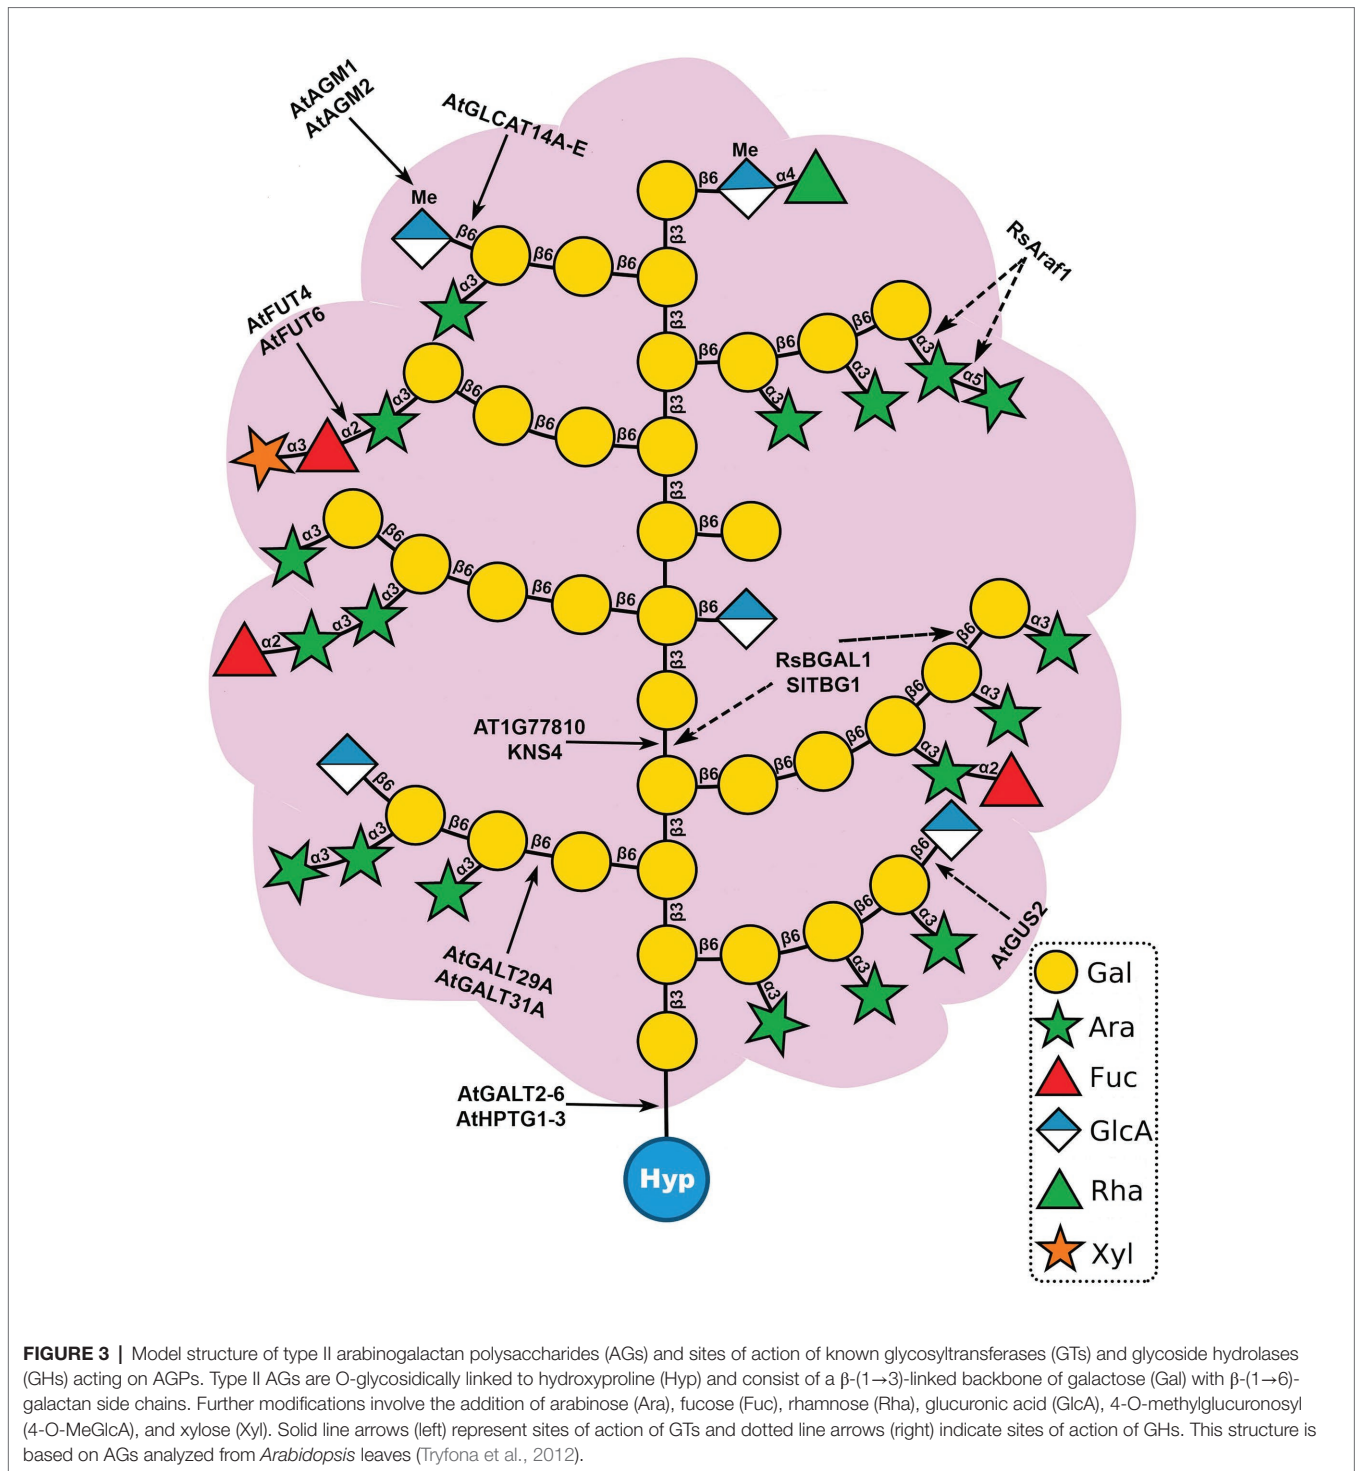 AtAGM1
AtAGM2
AtGLCAT14A-E
Me
β6
α4
Me
β6
β3
β6
β6
α3
RsAraf1
β3
AtFUT4
AtFUT6
β6
β6
β6
α3
α5
α3
α3
β3
α3
β6
β6
β6
α2
α3
β3
β6
α3
β6
β6
β6
β6
β6
α3
α3
α2
β3
RsBGAL1
SlTBG1
β6
α3
β6
α3
AT1G77810
KNS4
β6
β6
β6
α3
α2
β6
α3
α3
β6
β6
β6
α3
β3
β6
β3
AtGUS2
β6
β6
β6
α3
α3
α3
AtGALT29A
AtGALT31A
β3
AtGALT2-6
AtHPTG1-3
Hyp
Gal
Ara
Fuc
GlcA
Rha
Xyl
FIGURE 3 | Model structure of type II arabinogalactan polysaccharides (AGs) and sites of action of known glycosyltransferases (GTs) and glycoside hydrolases
(GHs) acting on AGPs. Type II AGs are O-glycosidically linked to hydroxyproline (Hyp) and consist of a β-(1→3)-linked backbone of galactose (Gal) with β-(1→6)-
galactan side chains. Further modifications involve the addition of arabinose (Ara), fucose (Fuc), rhamnose (Rha), glucuronic acid (GlcA), 4-O-methylglucuronosyl
(4-O-MeGlcA), and xylose (Xyl). Solid line arrows (left) represent sites of action of GTs and dotted line arrows (right) indicate sites of action of GHs. This structure is
based on AGs analyzed from Arabidopsis leaves (Tryfona et al., 2012).